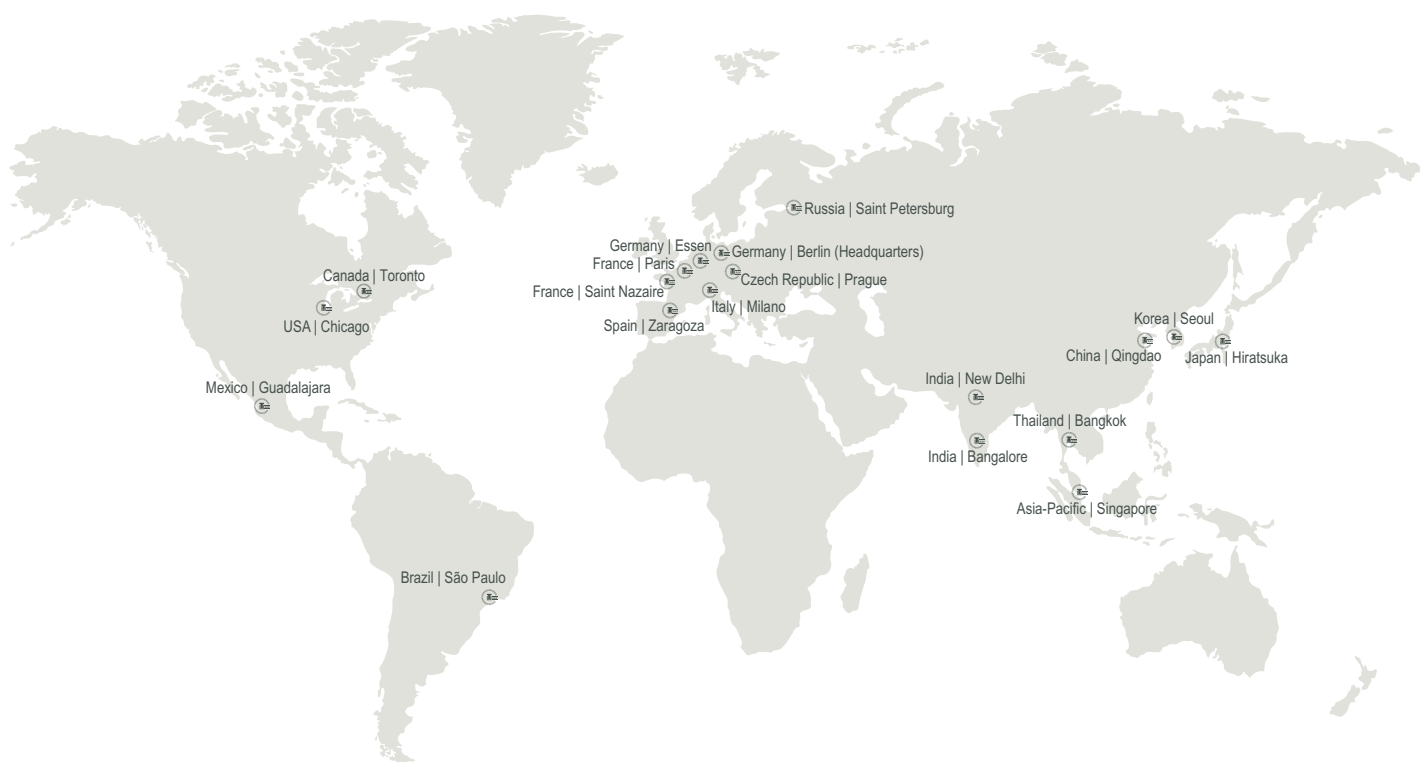 Russia | Saint Petersburg
Germany | Essen
Germany | Berlin (Headquarters)
France | Paris
Czech Republic | Prague
Canada | Toronto
France | Saint Nazaire
Italy | Milano
USA | Chicago
Spain | Zaragoza
Korea | Seoul
China | Qingdao
Japan | Hiratsuka
Mexico | Guadalajara
India | New Delhi
Thailand | Bangkok
India | Bangalore
Asia-Pacific | Singapore
Brazil | São Paulo